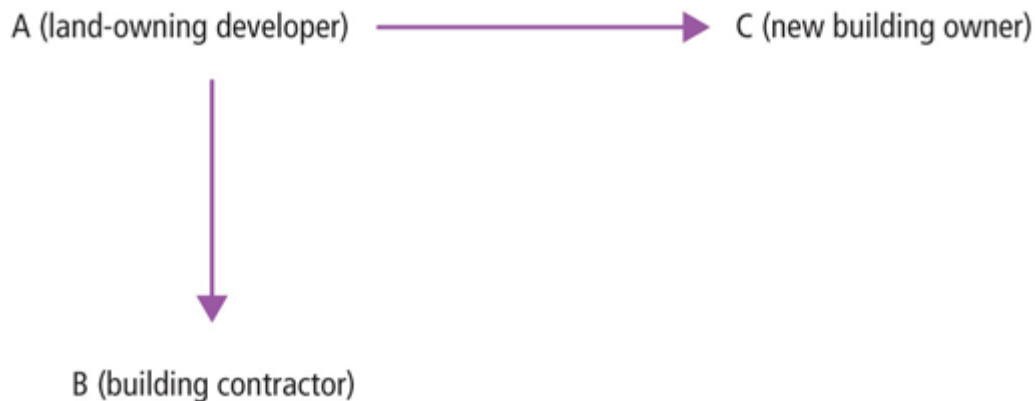 A (land-owning developer)
C (new building owner)
B (building contractor)